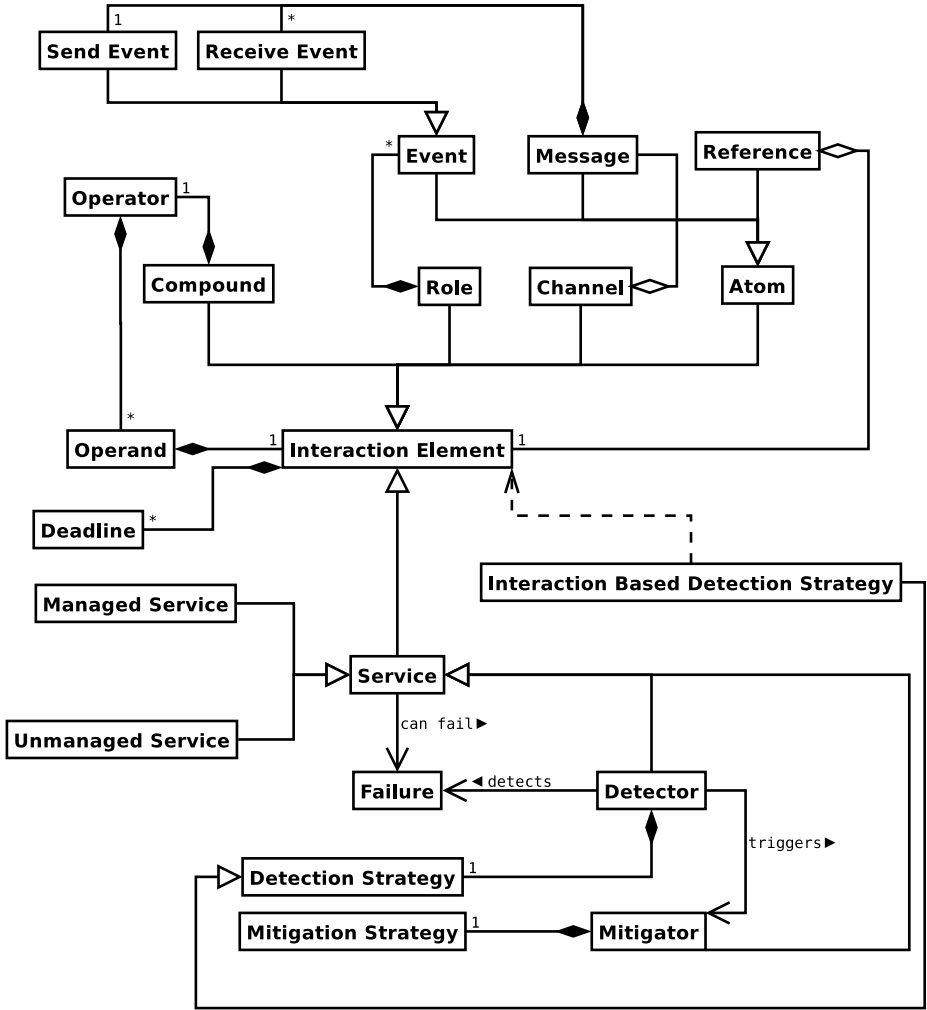 1
*
Send Event
Receive Event
*
Event
Message
Reference
Operator
1
Compound
Role
Channel
Atom
*
Operand
1
Interaction Element
1
Deadline
*
Interaction Based Detection Strategy
Managed Service
Service
Unmanaged Service
can fail►
Failure
◄ detects
Detector
triggers►
Detection Strategy
1
Mitigation Strategy
1
Mitigator